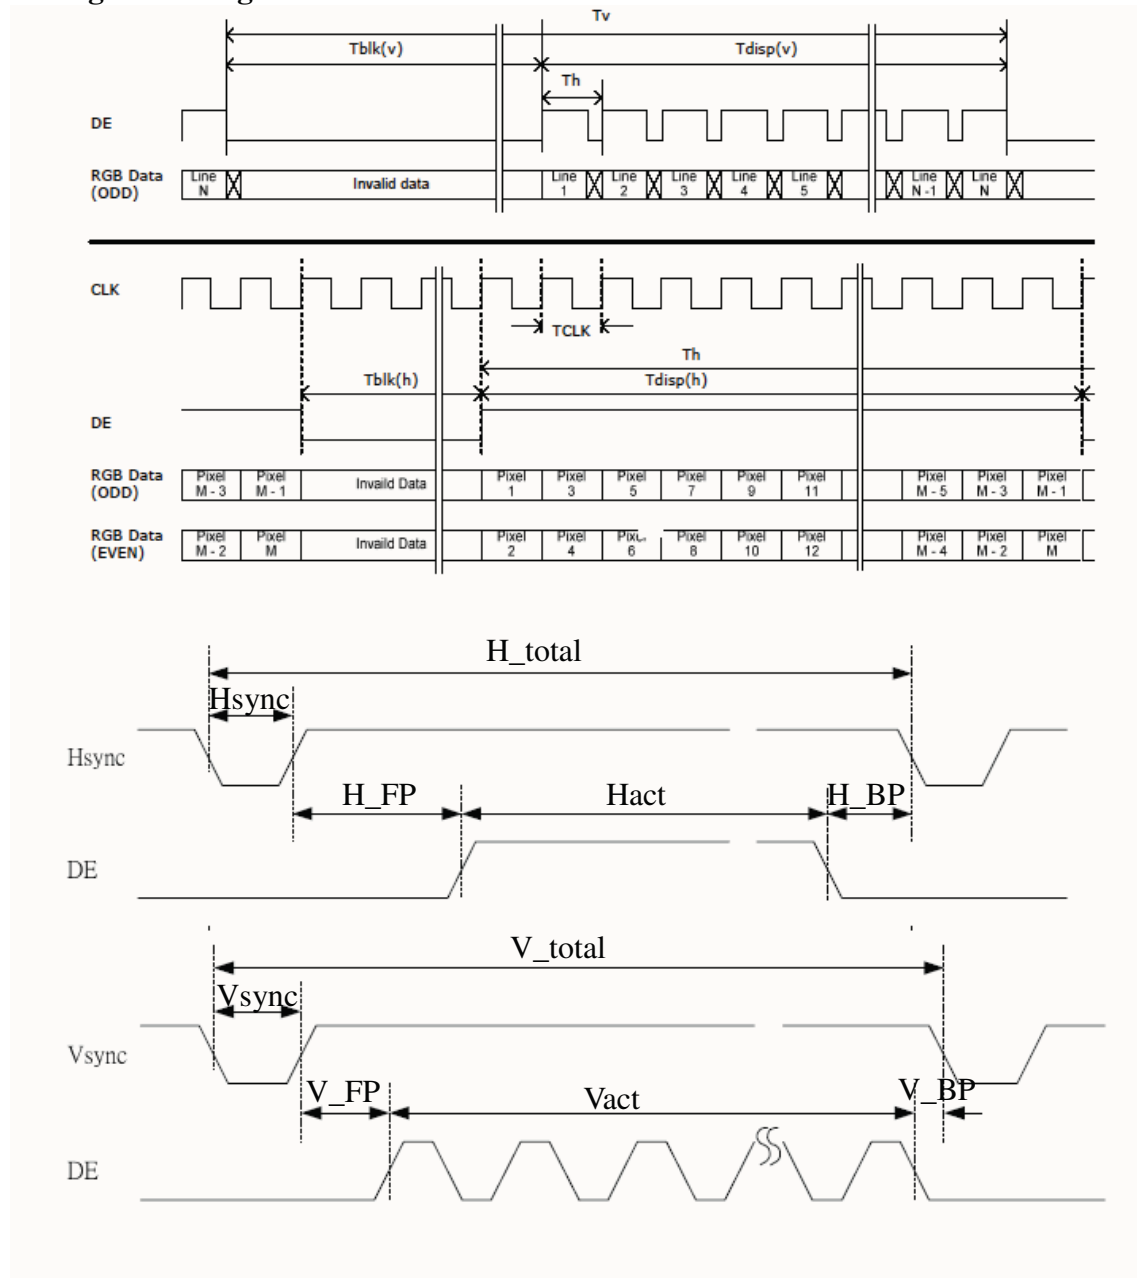 Tv
Tblk(v) Tdisp(v)
Th
DE
RGB Data
(ODD)
Line
N
Invalid data
Line
1
Line
2
Line
3
Line
4
Line
5
Line
N -1
Line
N
CLK
TCLK
Th
Tblk(h) Tdisp(h)
DE
RGB Data
(ODD)
Pixel
M - 3
Pixel
M - 1
Invaild Data
Pixel
1
Pixel
3
Pixel
5
Pixel
7
Pixel
9
Pixel
11
Pixel
M - 5
Pixel
M - 3
Pixel
M - 1
RGB Data
(EVEN)
Pixel
M - 2
Pixel
M
Invaild Data
Pixel
2
Pixel
4
6
Pixel
8
Pixel
10
Pixel
12
Pixel
M - 4
Pixel
M - 2
Pixel
M
H_total
Hsync
Hsync
H_FP Hact H_BP
DE
V_total
Vsync
Vsync
V_FP Vact V_BP
DE